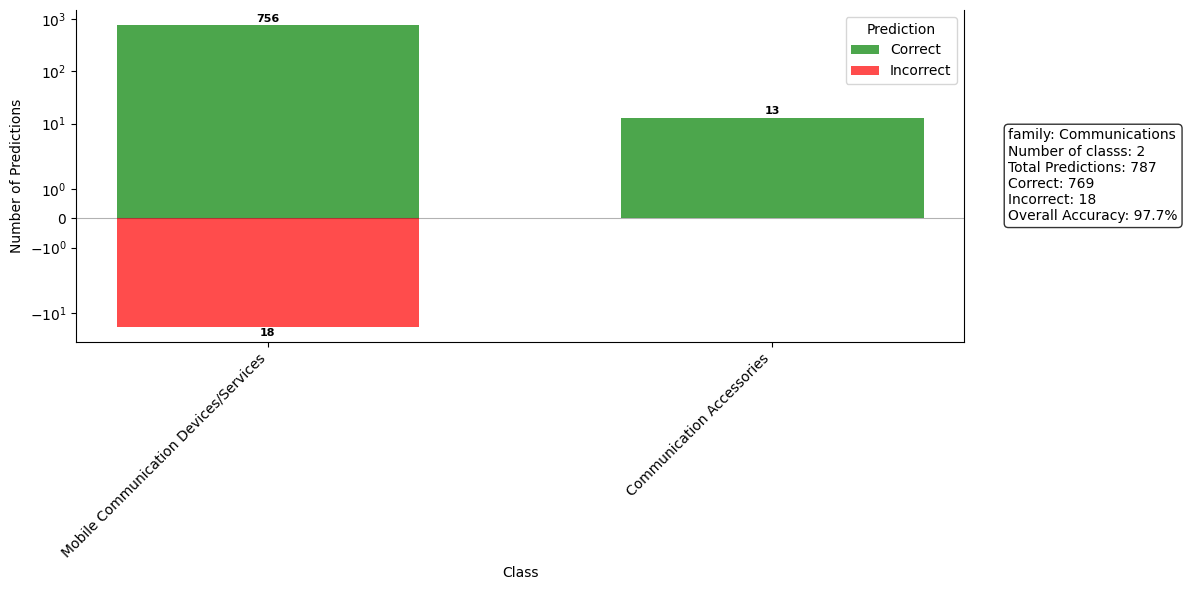 756
10³
10²
10¹
10⁰
0
−10⁰
−10¹
Number of Predictions
18
13
Prediction
Correct
Incorrect
family: Communications
Number of classs: 2
Total Predictions: 787
Correct: 769
Incorrect: 18
Overall Accuracy: 97.7%
Mobile Communication Devices/Services
Communication Accessories
Class